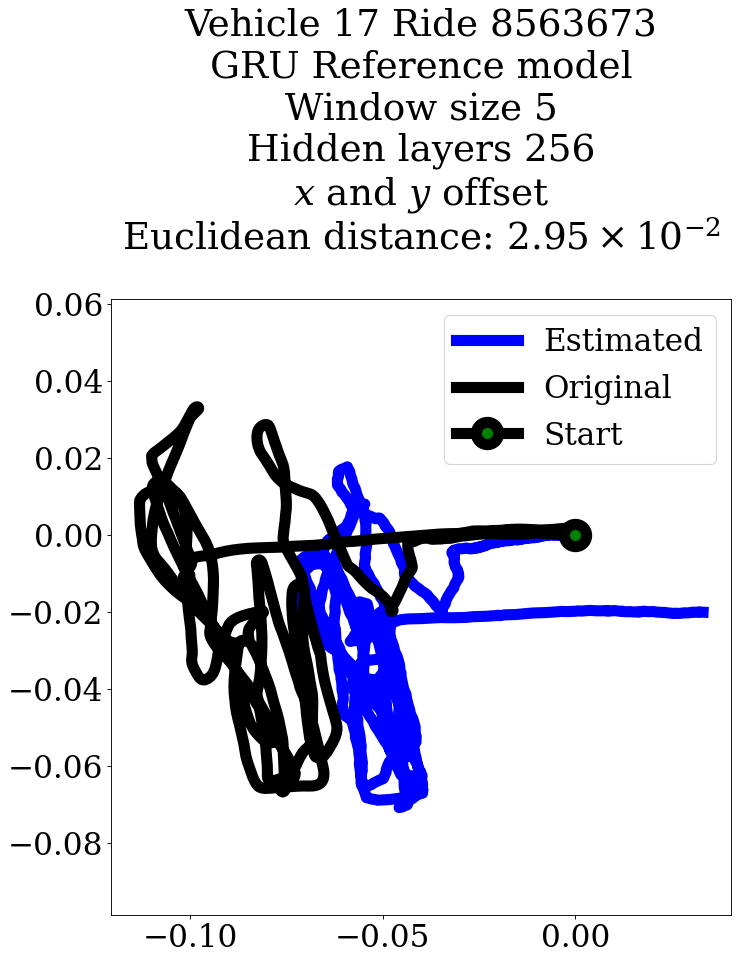 Vehicle 17 Ride 8563673
GRU Reference model
Window size 5
Hidden layers 256
x and y offset
Euclidean distance: 2.95 × 10⁻²
0.06
0.04
0.02
0.00
−0.02
−0.04
−0.06
−0.08
Estimated
Original
Start
−0.10
−0.05
0.00